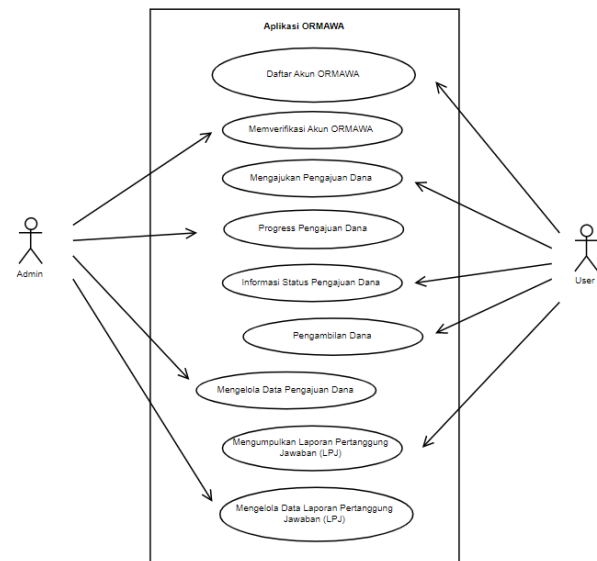 Aplikasi ORMAWA
Daftar Akun ORMAWA
Memverifikasi Akun ORMAWA
Mengajukan Pengajuan Dana
Progress Pengajuan Dana
Admin
User
Informasi Status Pengajuan Dana
Pengambilan Dana
Mengelola Data Pengajuan Dana
Mengumpulkan Laporan Pertanggung
Jawaban (LPJ)
Mengelola Data Laporan Pertanggung
Jawaban (LPJ)